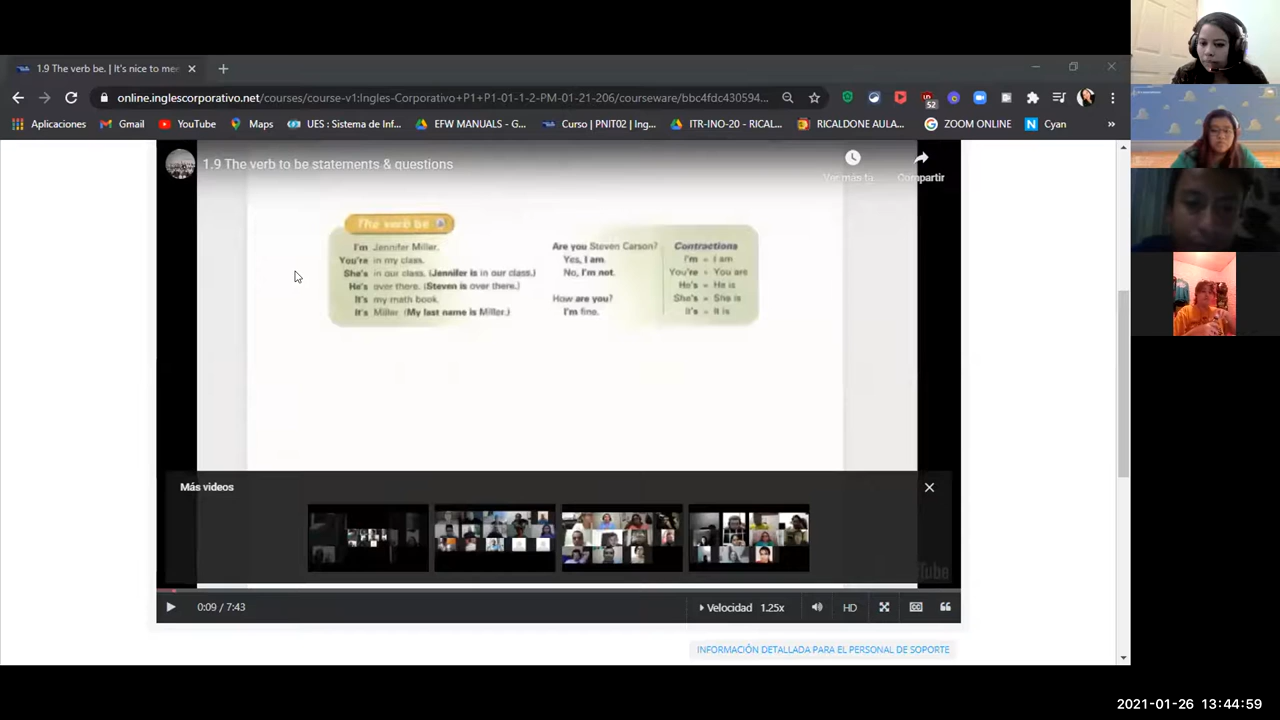 1.9 The verb be. | It's nice to mee
online.inglescorporativo.net/courses/course-v1:Ingles-Corporativo+P1+P1-01-1-2-PM-01-21-206/courseware/bbc4fdc430594...
52
Aplicaciones Gmail YouTube Maps UES : Sistema de Inf... EFW MANUALS - G... Curso | PNIT02 | Ing... ITR-INO-20 - RICAL... RICALDONE AULA... ZOOM ONLINE Cyan »
1.9 The verb to be statements & questions
Ver más ta... Compartir
The verb be
I'm Jennifer Miller.
You're in my class.
She's in our class. (Jennifer is in our class.)
He's over there. (Steven is over there.)
It's my math book.
It's Miller. (My last name is Miller.)
Are you Steven Carson?
Yes, I am.
No, I'm not.
How are you?
I'm fine.
Contractions
I'm = I am
You're = You are
He's = He is
She's = She is
It's = It is
Más videos
0:09 / 7:43 Velocidad 1.25x HD
INFORMACIÓN DETALLADA PARA EL PERSONAL DE SOPORTE
2021-01-26 13:44:59